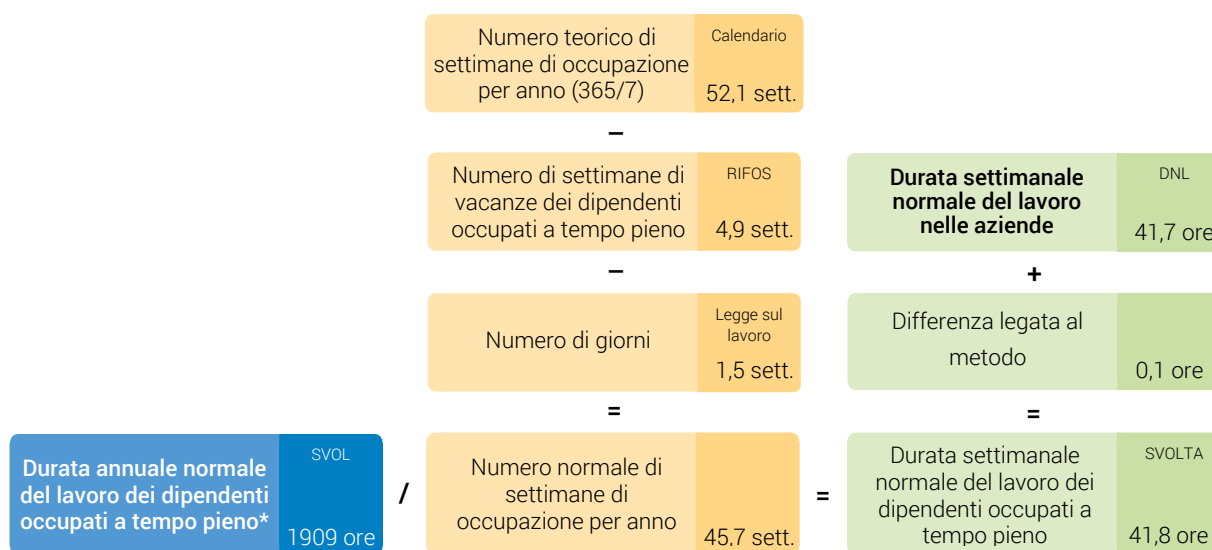 Numero teorico di
settimane di occupazione
per anno (365/7)
Calendario
52,1 sett.
–
Numero di settimane di
vacanze dei dipendenti
occupati a tempo pieno
RIFOS
4,9 sett.
Durata settimanale
normale del lavoro
nelle aziende
DNL
41,7 ore
–
+
Numero di giorni
Legge sul
lavoro
1,5 sett.
Differenza legata al
metodo
0,1 ore
=
=
Durata annuale normale
del lavoro dei dipendenti
occupati a tempo pieno*
SVOL
1909 ore
/
Numero normale di
settimane di
occupazione per anno
45,7 sett.
=
Durata settimanale
normale del lavoro dei
dipendenti occupati a
tempo pieno
SVOLTA
41,8 ore